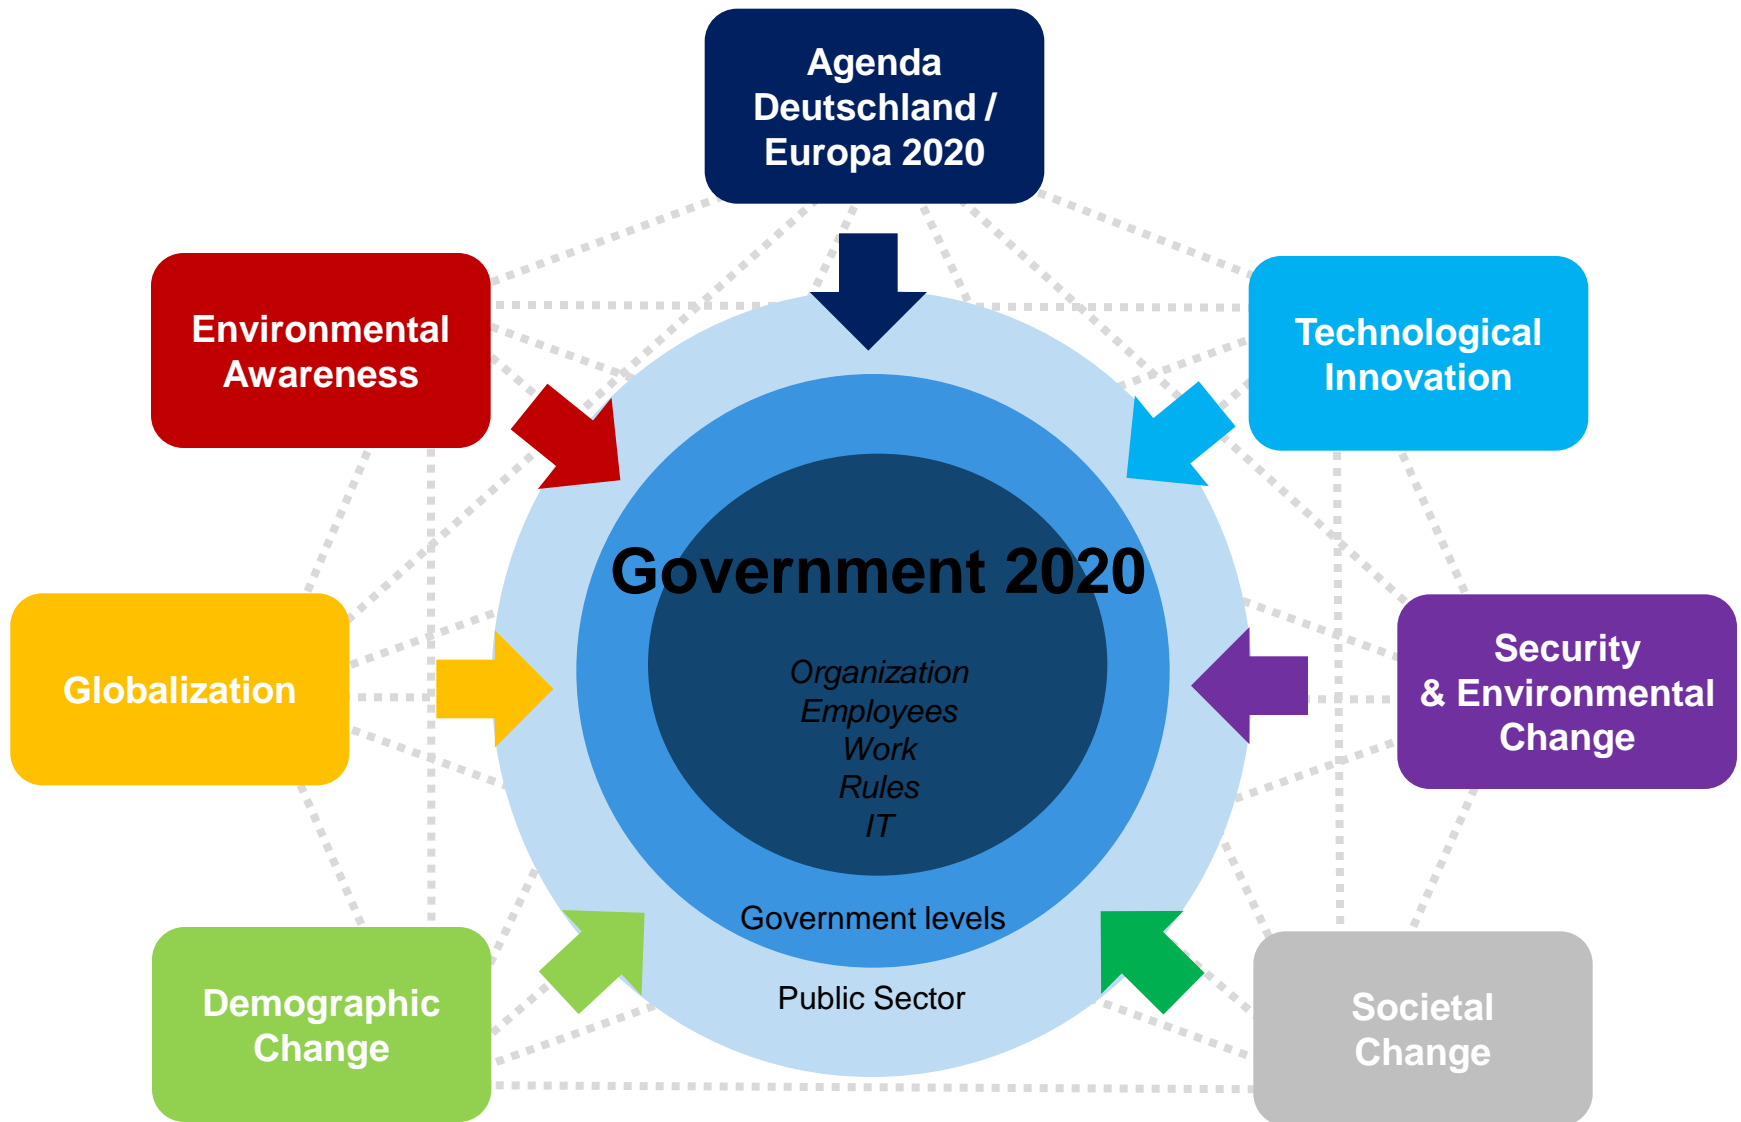 Agenda
Deutschland /
Europa 2020
Environmental
Awareness
Technological
Innovation
Government 2020
Organization
Employees
Work
Rules
IT
Globalization
Security
& Environmental
Change
Government levels
Public Sector
Demographic
Change
Societal
Change